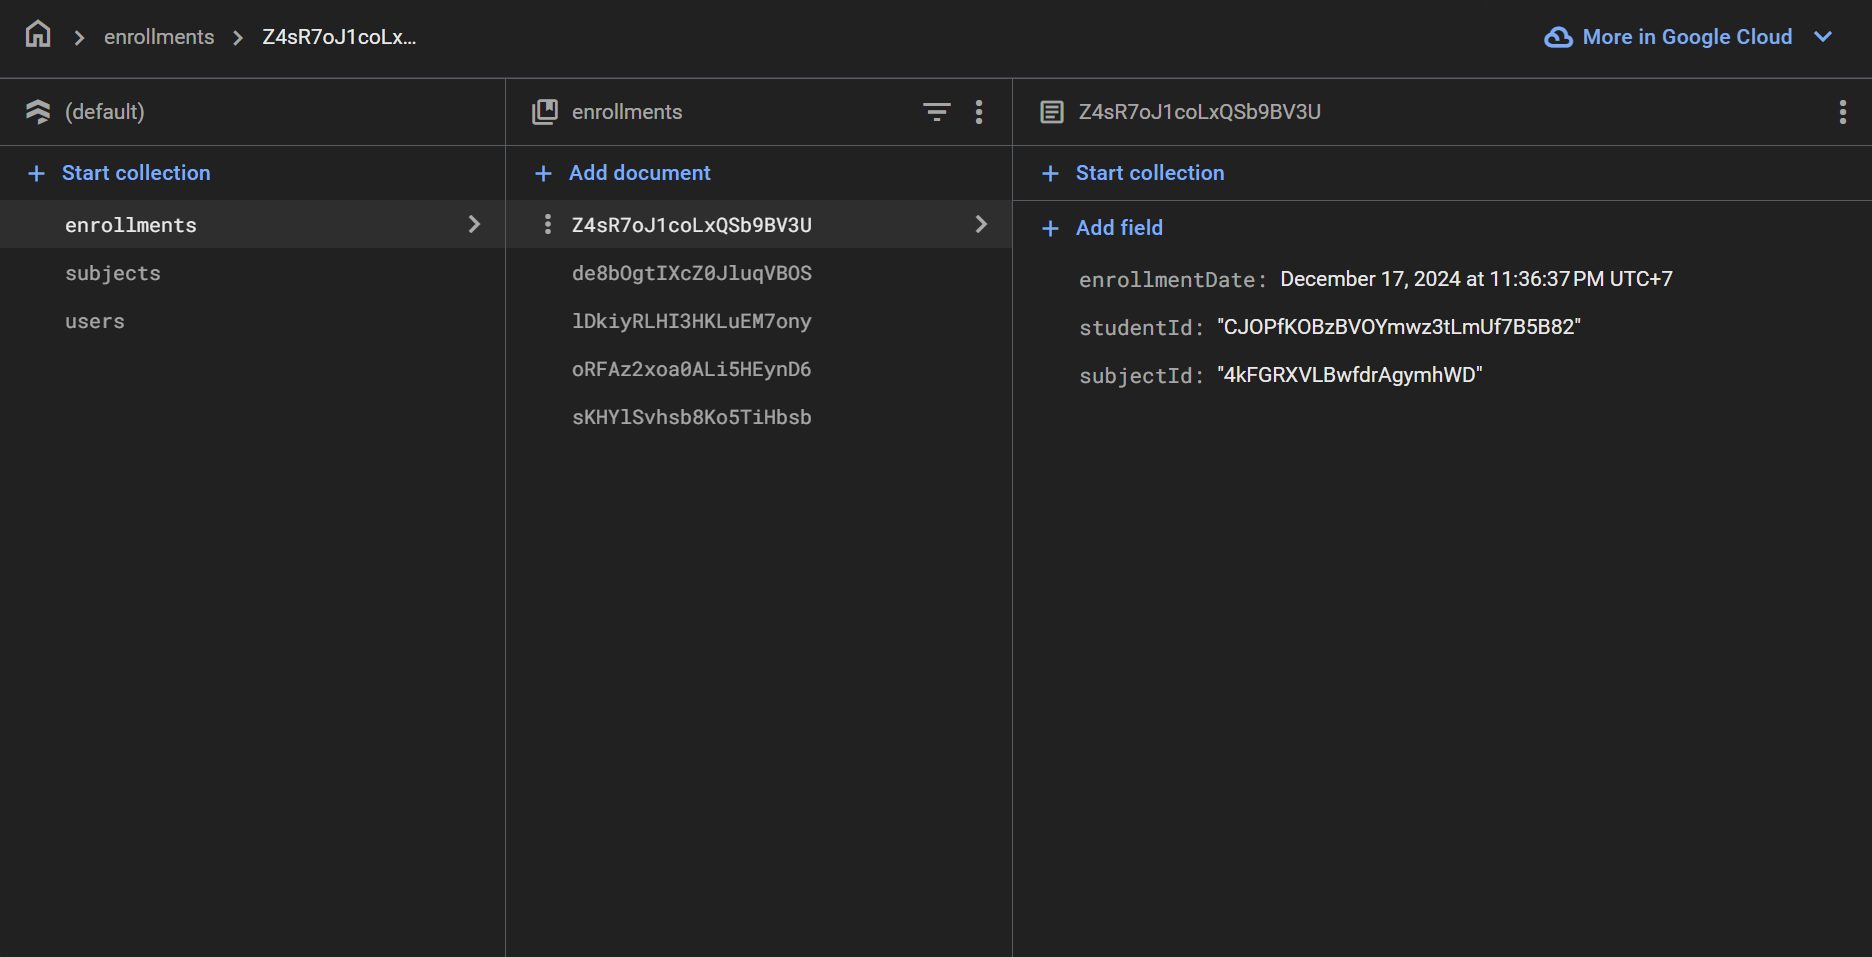 enrollments
Z4sR7oJ1coLx...
More in Google Cloud
(default)
Start collection
enrollments
subjects
users
enrollments
Add document
Z4sR7oJ1coLxQSb9BV3U
de8bOgtIXcZ0JluqVBOS
lDkiyRLHI3HKLuEM7ony
oRFAz2xoa0ALi5HEynD6
sKHYlSvhsb8Ko5TiHbsb
Z4sR7oJ1coLxQSb9BV3U
Start collection
Add field
enrollmentDate: December 17, 2024 at 11:36:37 PM UTC+7
studentId: "CJOPfKOBzBVOYmwz3tLmUf7B5B82"
subjectId: "4kFGRXVLBwfdrAgymhWD"